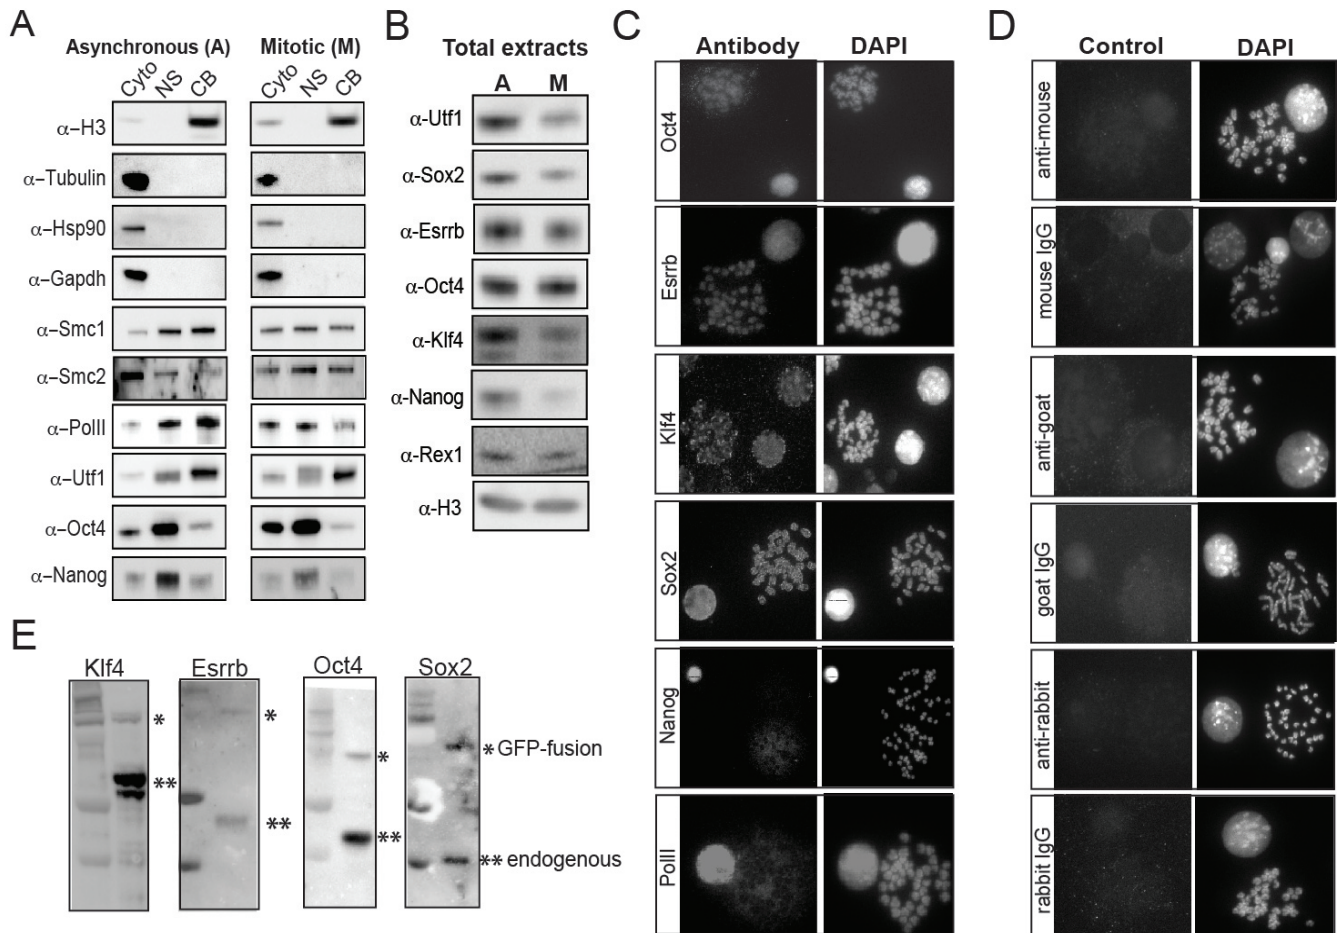 A
Asynchronous (A)
Mitotic (M)
Cyto
NS
CB
Cyto
NS
CB
α–H3
α–Tubulin
α–Hsp90
α–Gapdh
α–Smc1
α–Smc2
α–PolII
α–Utf1
α–Oct4
α–Nanog
B
Total extracts
A M
α-Utf1
α-Sox2
α-Esrrb
α-Oct4
α-Klf4
α-Nanog
α-Rex1
α-H3
C
Antibody DAPI
Oct4
Esrrb
Klf4
Sox2
Nanog
PolII
D
Control DAPI
anti-mouse
mouse IgG
anti-goat
goat IgG
anti-rabbit
rabbit IgG
E
Klf4
*
**
Esrrb
*
**
Oct4
*
**
Sox2
* GFP-fusion
** endogenous